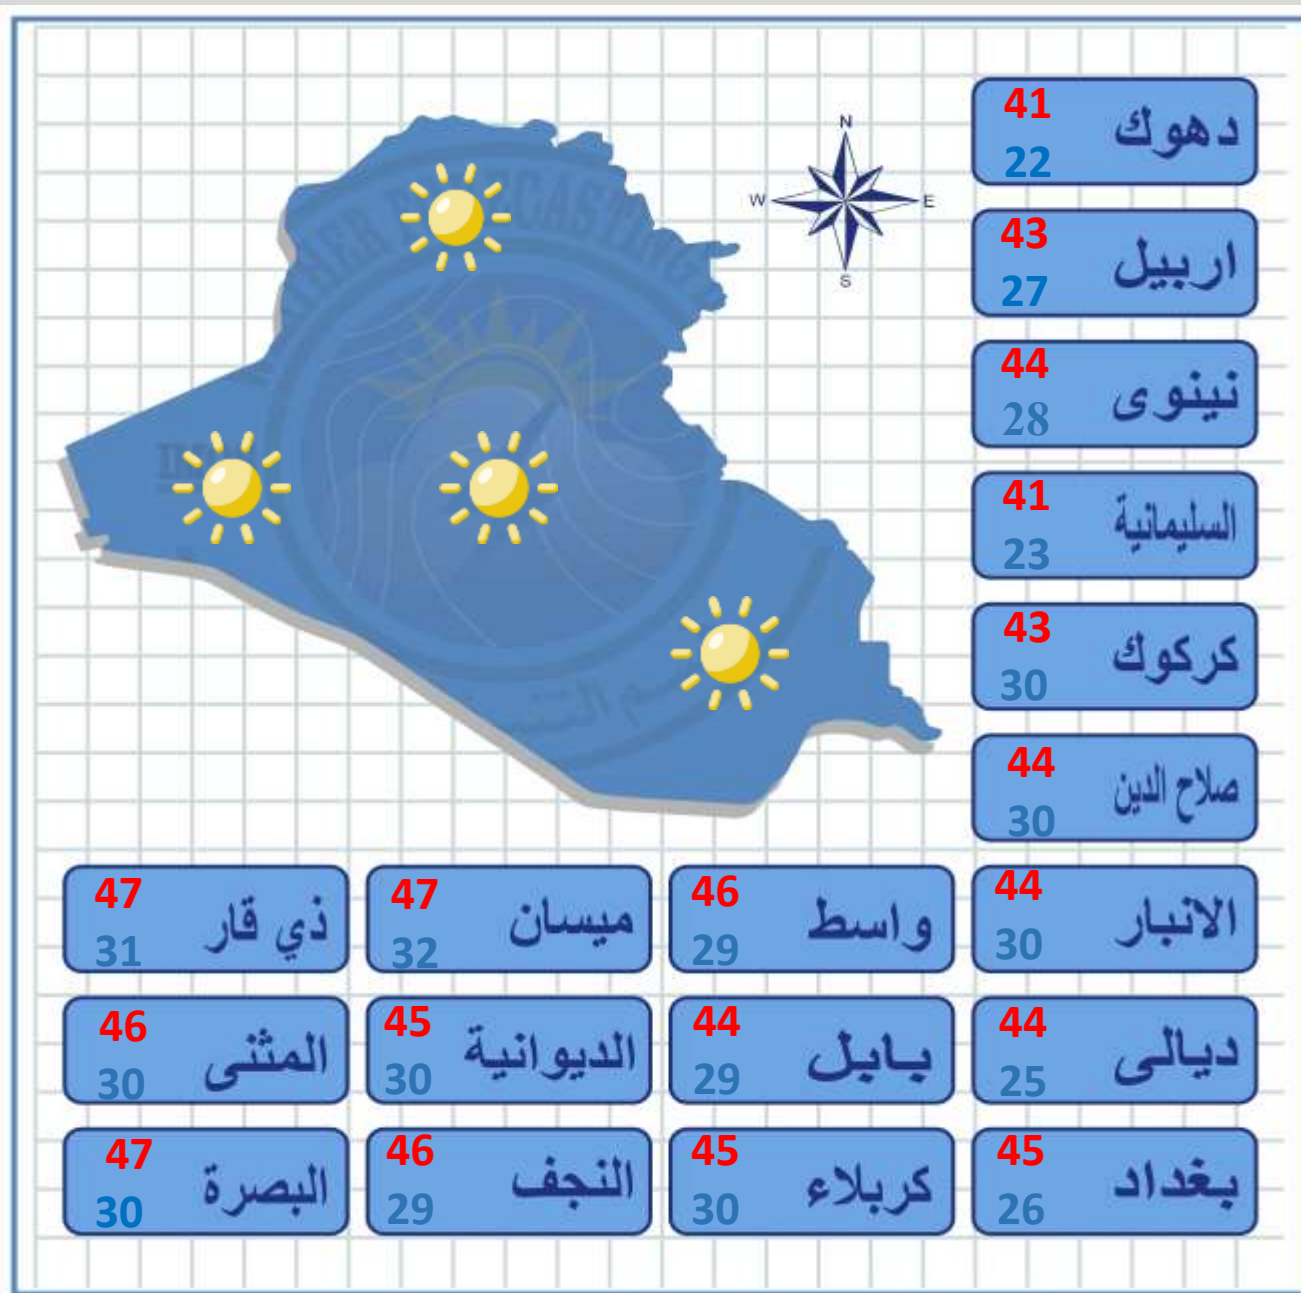 N
W
E
S
دهوك
41
22
اربيل
43
27
نينوى
44
28
السليمانية
41
23
كركوك
43
30
صلاح الدين
44
30
الانبار
44
30
واسط
46
29
ميسان
47
32
ذي قار
47
31
ديالى
44
25
بابل
44
29
الديوانية
45
30
المثنى
46
30
بغداد
45
26
كربلاء
45
30
النجف
46
29
البصرة
47
30